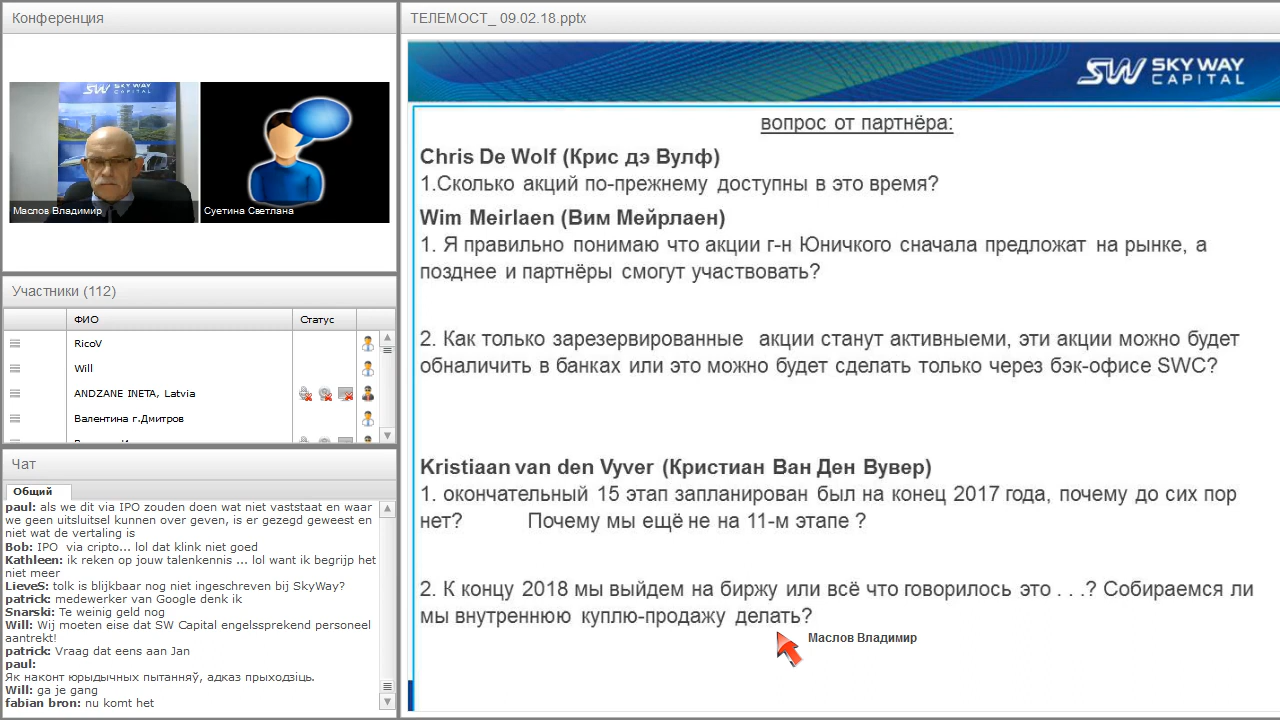 Конференция
SKY WAY
CAPITAL
Маслов Владимир
Суетина Светлана
Участники (112)
ФИО
Статус
RicoV
Will
ANDZANE INETA, Latvia
Валентина г.Дмитров
Чат
Общий
paul: als we dit via IPO zouden doen wat niet vaststaat en waar
we geen uitsluitsel kunnen over geven, is er gezegd geweest en
niet wat de vertaling is
Bob: IPO via cripto... lol dat klink niet goed
Kathleen: ik reken op jouw talenkennis ... lol want ik begrijp het
niet meer
LieveS: tolk is blijkbaar nog niet ingeschreven bij SkyWay?
patrick: medewerker van Google denk ik
Snarski: Te weinig geld nog
Will: Wij moeten eise dat SW Capital engelssprekend personeel
aantrekt!
patrick: Vraag dat eens aan Jan
paul:
Як наконт юрыдычных пытанняў, адказ прыходзіць.
Will: ga je gang
fabian bron: nu komt het
ТЕЛЕМОСТ_ 09.02.18.pptx
SW SKY WAY
CAPITAL
вопрос от партнёра:
Chris De Wolf (Крис дэ Вулф)
1.Сколько акций по-прежнему доступны в это время?
Wim Meirlaen (Вим Мейрлаен)
1. Я правильно понимаю что акции г-н Юничкого сначала предложат на рынке, а
позднее и партнёры смогут участвовать?
2. Как только зарезервированные акции станут активныеми, эти акции можно будет
обналичить в банках или это можно будет сделать только через бэк-офисе SWC?
Kristiaan van den Vyver (Кристиан Ван Ден Вувер)
1. окончательный 15 этап запланирован был на конец 2017 года, почему до сих пор
нет? Почему мы ещё не на 11-м этапе ?
2. К концу 2018 мы выйдем на биржу или всё что говорилось это . . .? Собираемся ли
мы внутреннюю куплю-продажу делать?
Маслов Владимир